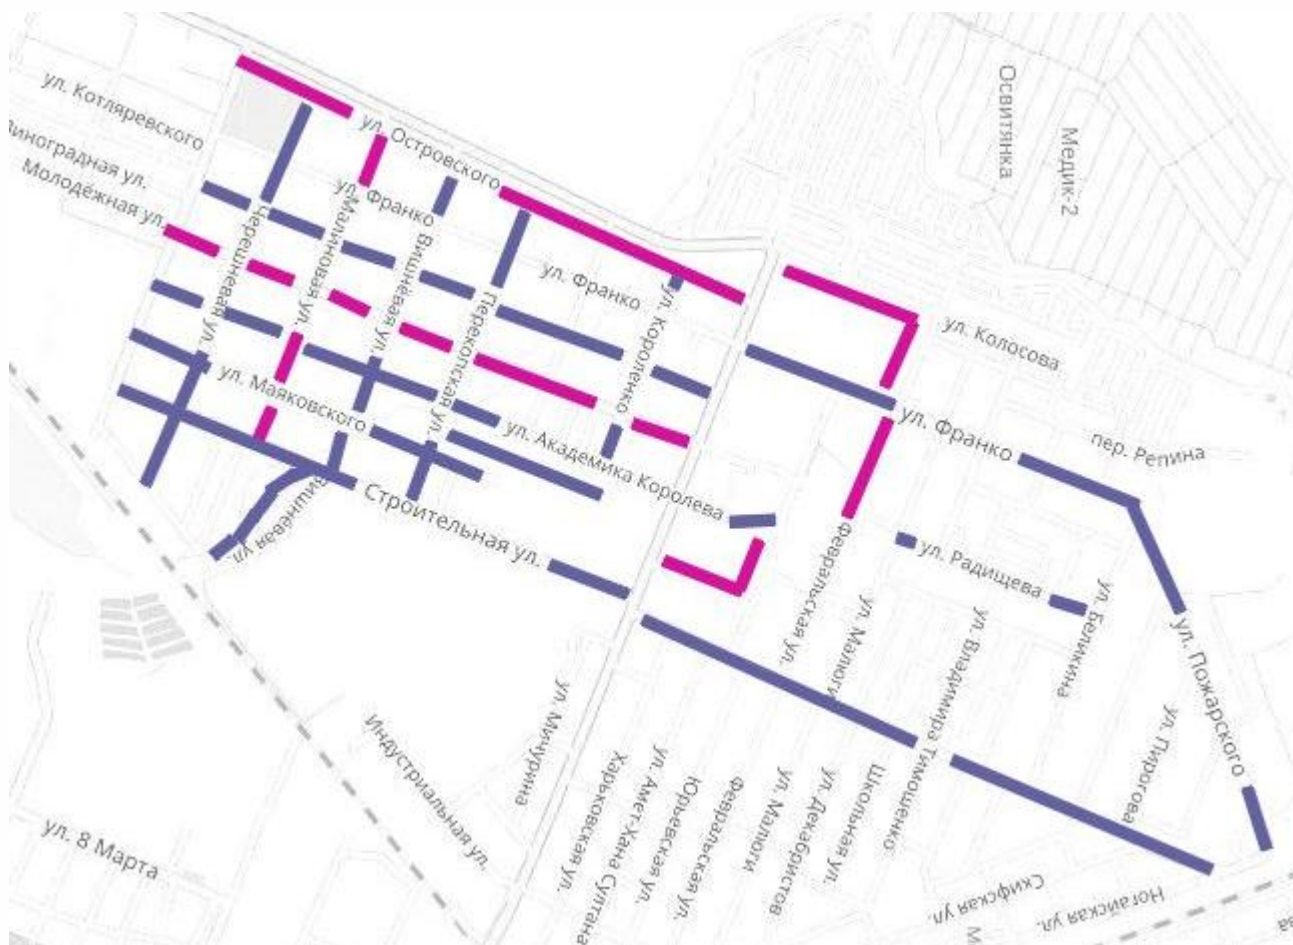 ул. Котляревского
Виноградная ул.
Молодёжная ул.
ул. Островского
Освитянка
Медик-2
ул. Франко
Черешневая ул.
Малиновая ул.
Вишнёвая ул.
Перекопская ул.
ул. Франко
ул. Короленко
ул. Колосова
ул. Маяковского
ул. Академика Королева
ул. Франко
пер. Репина
Строительная ул.
Вишнёвая ул.
Февральская ул.
ул. Радищева
ул. Малюги
ул. Владимира Тимошенко
ул. Беликина
ул. Пожарского
ул. Пирогова
ул. Мичурина
Индустриальная ул.
Харьковская ул.
ул. Амет-Хана Султана
Юрьевская ул.
Февральская ул.
ул. Малюги
ул. Декабристов
Школьная ул.
ул. 8 Марта
Скифская ул.
Ногайская ул.